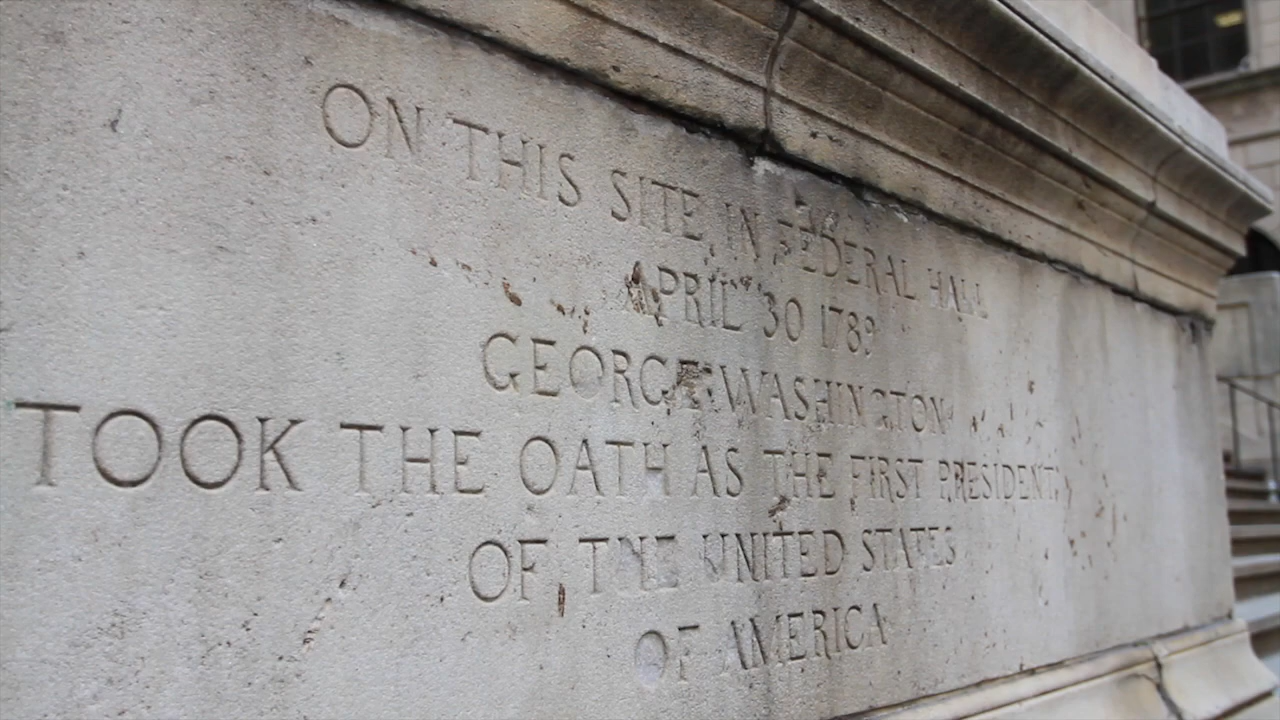 ON THIS SITE, IN FEDERAL HALL
APRIL 30 1789
GEORGE WASHINGTON
TOOK THE OATH AS THE FIRST PRESIDENT
OF THE UNITED STATES
OF AMERICA